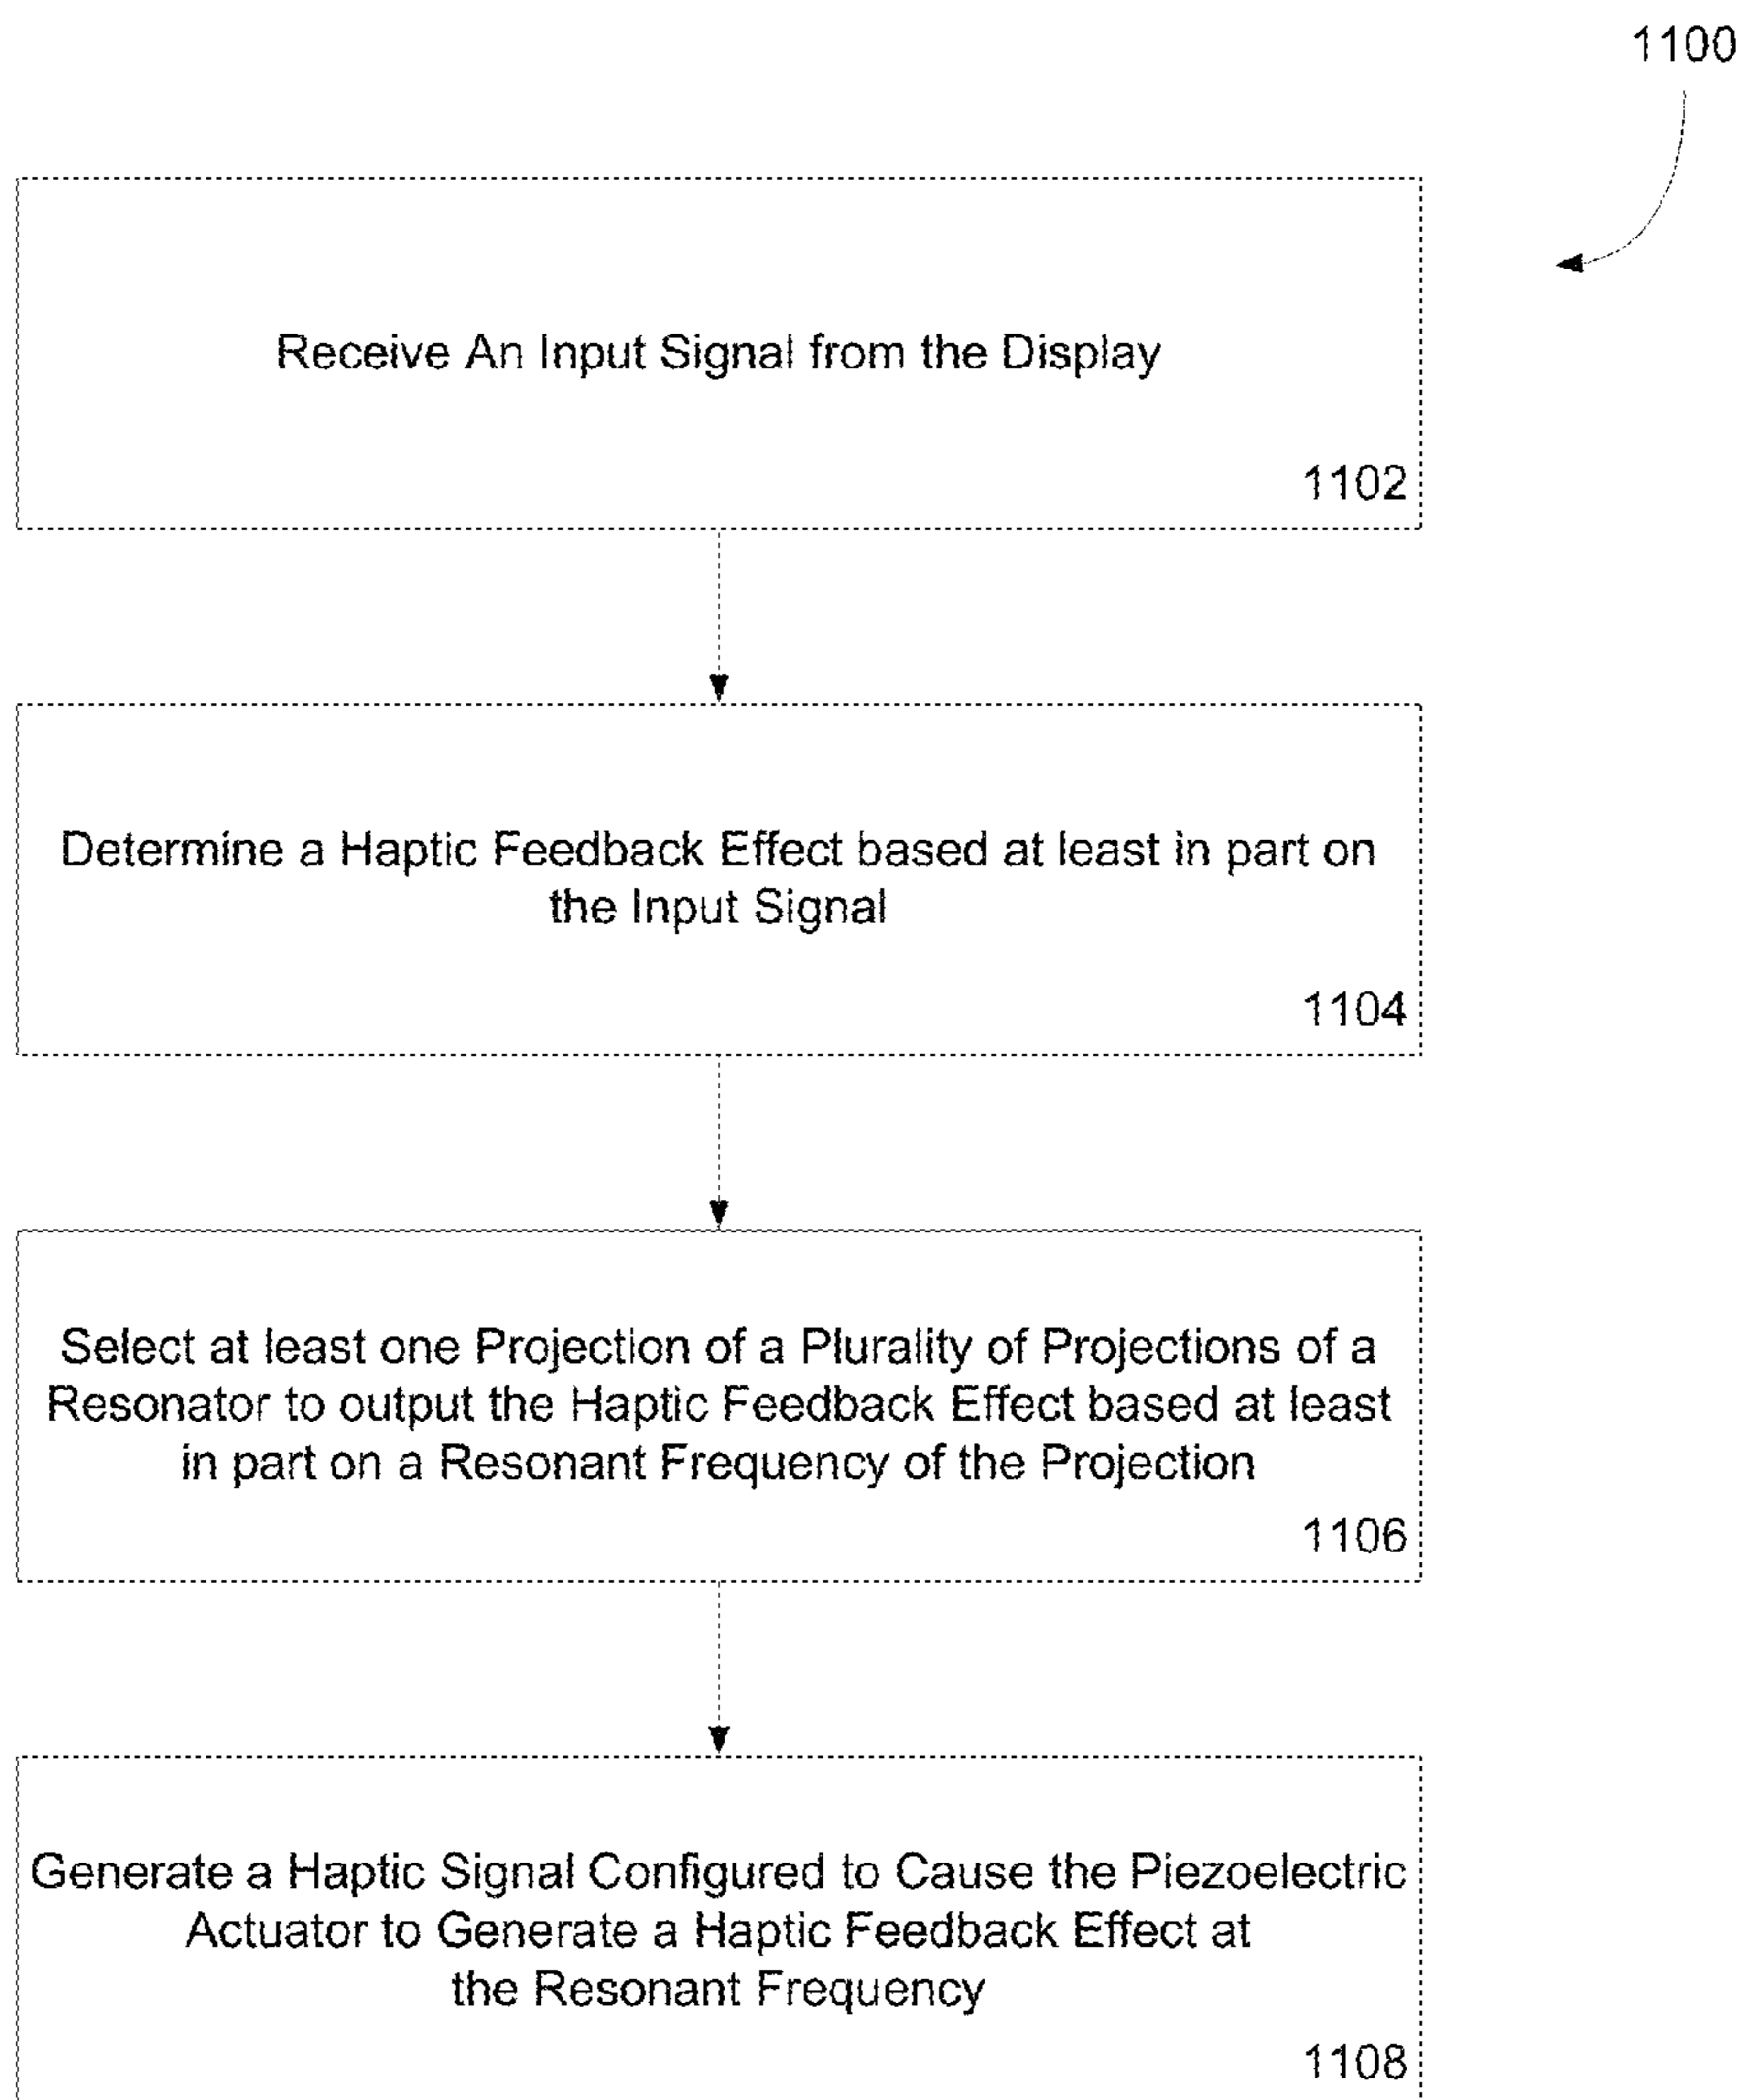 1100
Receive An Input Signal from the Display
1102
Determine a Haptic Feedback Effect based at least in part on
the Input Signal
1104
Select at least one Projection of a Plurality of Projections of a
Resonator to output the Haptic Feedback Effect based at least
in part on a Resonant Frequency of the Projection
1106
Generate a Haptic Signal Configured to Cause the Piezoelectric
Actuator to Generate a Haptic Feedback Effect at
the Resonant Frequency
1108